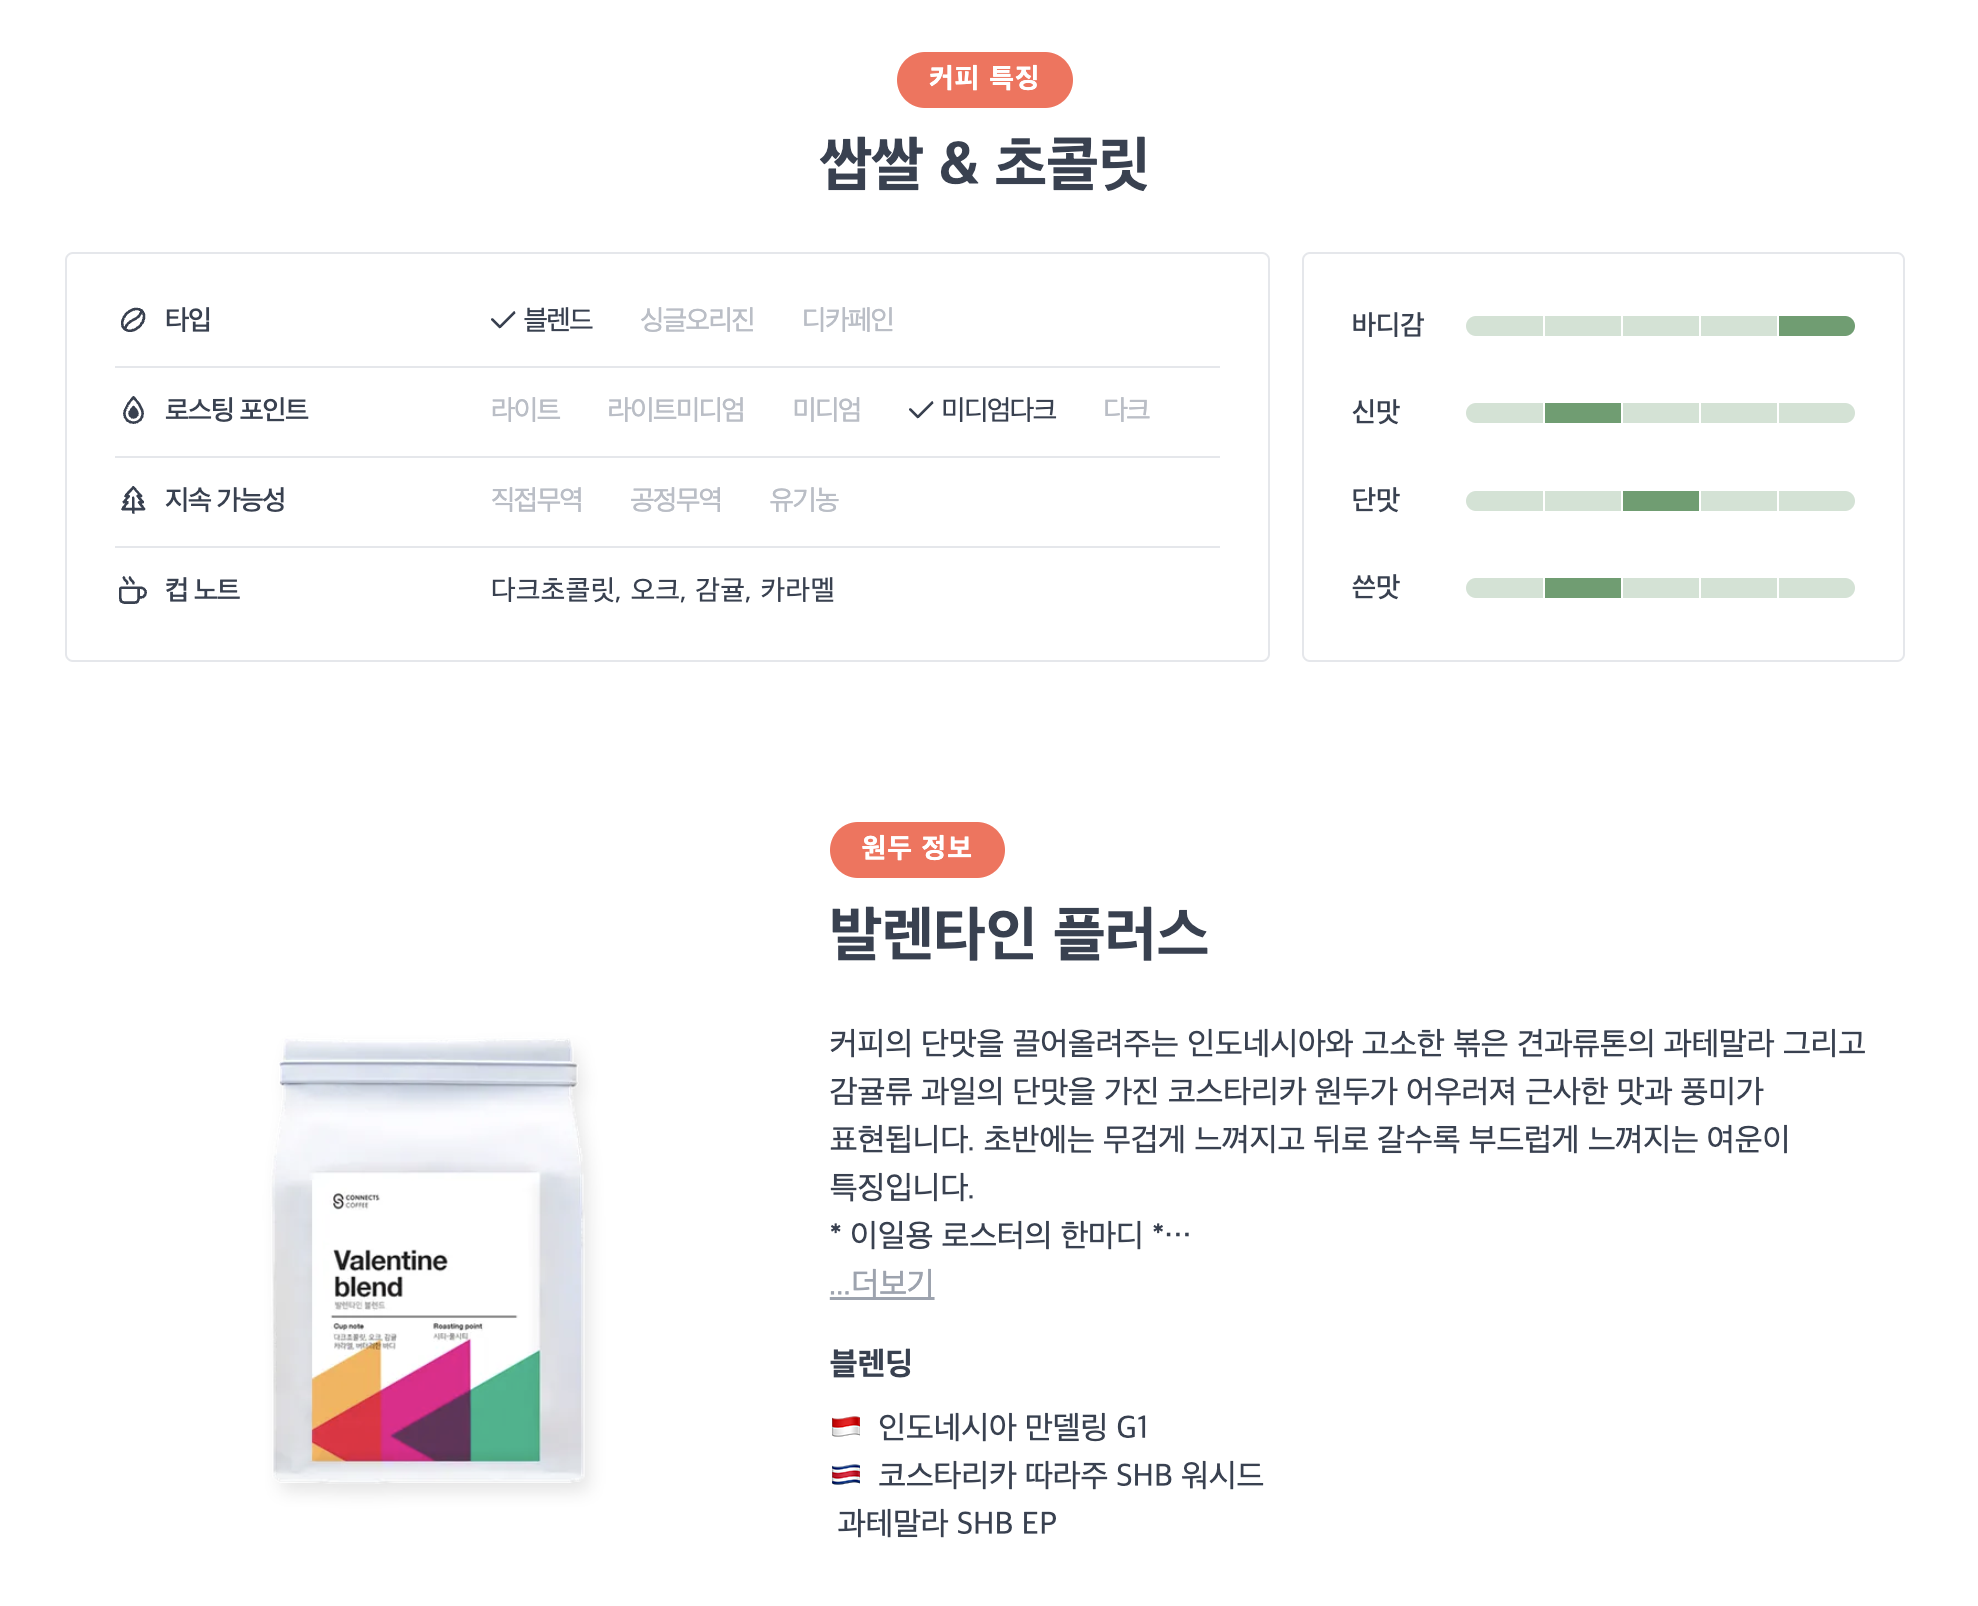 커피 특징
쌉쌀 & 초콜릿
타입 블렌드 싱글오리진 디카페인
로스팅 포인트 라이트 라이트미디엄 미디엄 미디엄다크 다크
지속 가능성 직접무역 공정무역 유기농
컵 노트 다크초콜릿, 오크, 감귤, 카라멜
바디감
신맛
단맛
쓴맛
CONNECTS
COFFEE
Valentine
blend
발렌타인 블렌드
Cup note
다크초콜릿, 오크, 감귤
카라멜, 버터리한 바디
Roasting point
시티-풀시티
원두 정보
발렌타인 플러스
커피의 단맛을 끌어올려주는 인도네시아와 고소한 볶은 견과류톤의 과테말라 그리고
감귤류 과일의 단맛을 가진 코스타리카 원두가 어우러져 근사한 맛과 풍미가
표현됩니다. 초반에는 무겁게 느껴지고 뒤로 갈수록 부드럽게 느껴지는 여운이
특징입니다.
* 이일용 로스터의 한마디 *…
...더보기
블렌딩
인도네시아 만델링 G1
코스타리카 따라주 SHB 워시드
과테말라 SHB EP